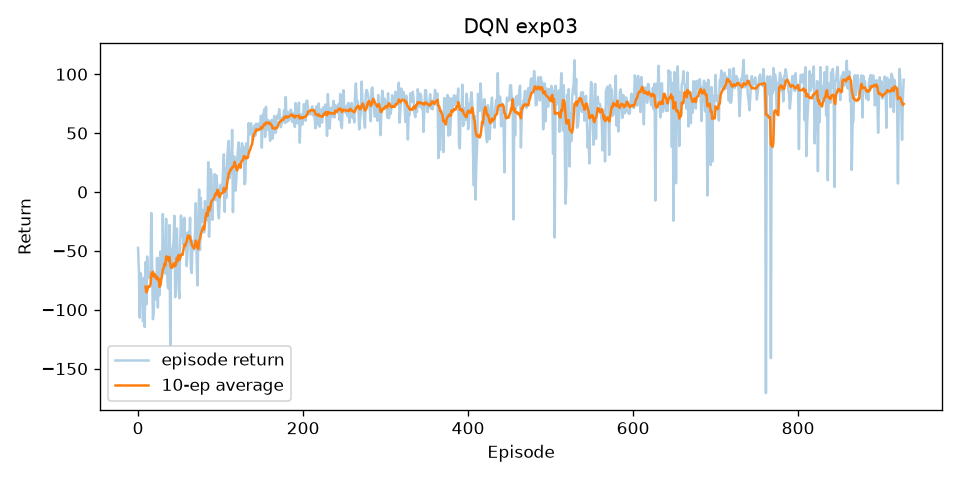 DQN exp03
Return
100
50
0
−50
−100
−150
episode return
10-ep average
0 200 400 600 800
Episode